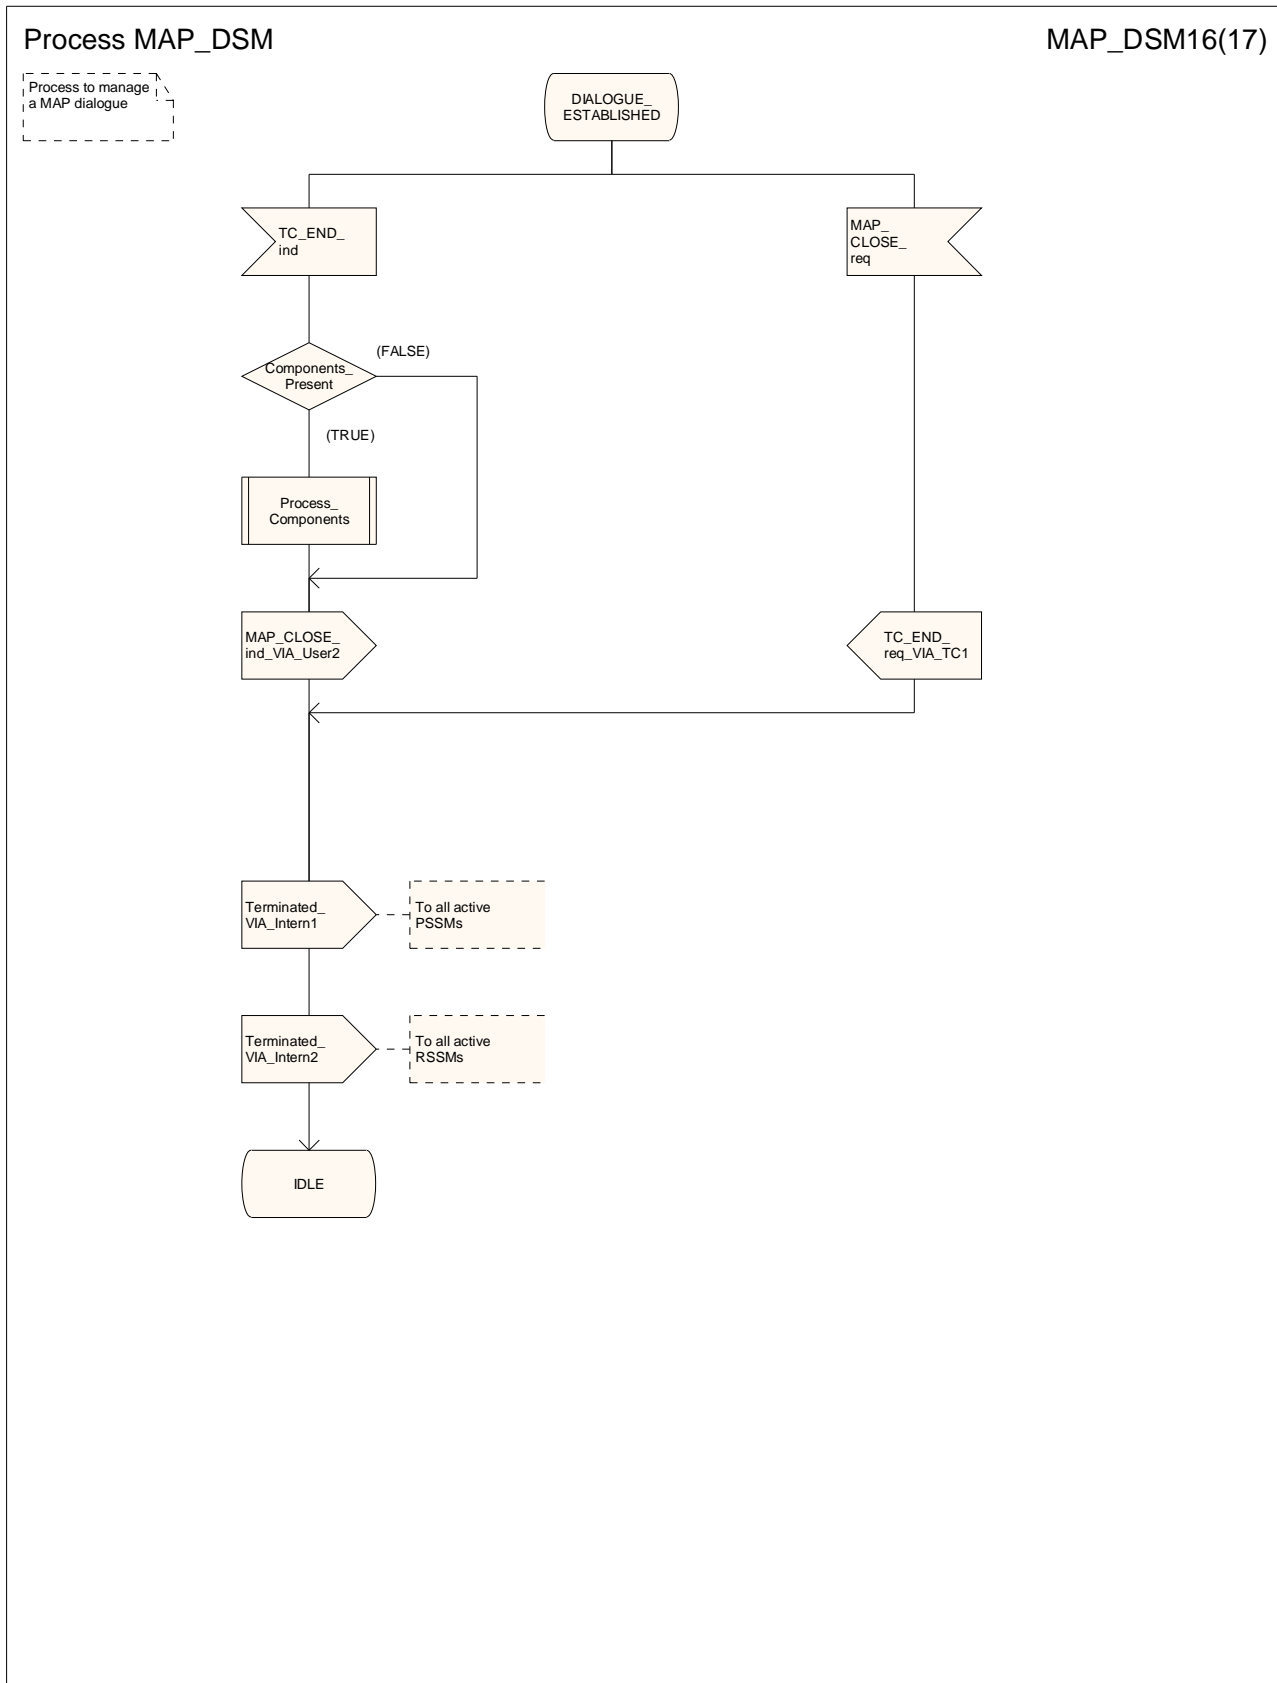 Process MAP_DSM
MAP_DSM16(17)
Process to manage
a MAP dialogue
DIALOGUE_
ESTABLISHED
TC_END_
ind
MAP_
CLOSE_
req
Components_
Present
(FALSE)
(TRUE)
Process_
Components
MAP_CLOSE_
ind_VIA_User2
TC_END_
req_VIA_TC1
Terminated_
VIA_Intern1
To all active
PSSMs
Terminated_
VIA_Intern2
To all active
RSSMs
IDLE